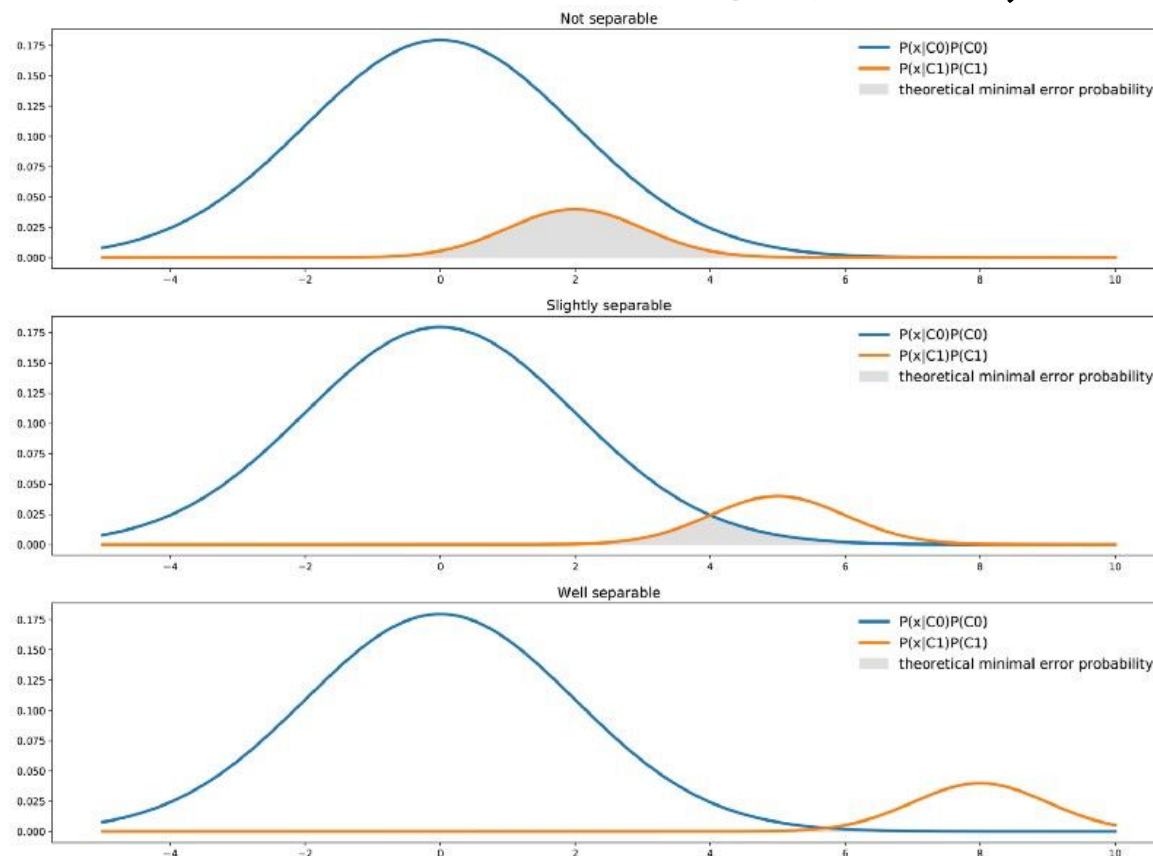 Not separable
0.175
0.150
0.125
0.100
0.075
0.050
0.025
0.000
P(x|C0)P(C0)
P(x|C1)P(C1)
theoretical minimal error probability
−4 −2 0 2 4 6 8 10
Slightly separable
0.175
0.150
0.125
0.100
0.075
0.050
0.025
0.000
P(x|C0)P(C0)
P(x|C1)P(C1)
theoretical minimal error probability
−4 −2 0 2 4 6 8 10
Well separable
0.175
0.150
0.125
0.100
0.075
0.050
0.025
0.000
P(x|C0)P(C0)
P(x|C1)P(C1)
theoretical minimal error probability
−4 −2 0 2 4 6 8 10